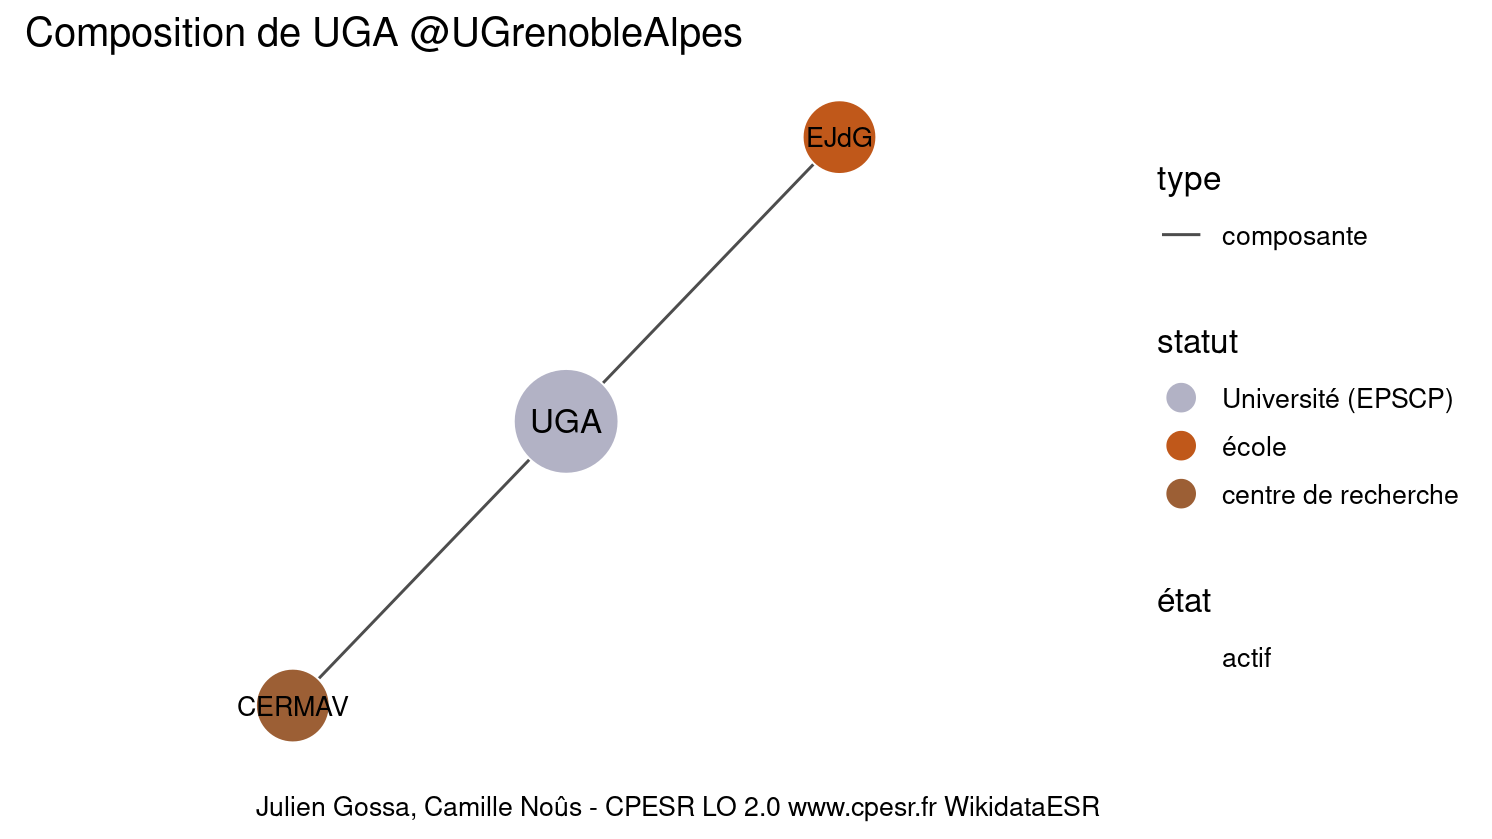 Composition de UGA @UGrenobleAlpes
EJdG
UGA
CERMAV
type
composante
statut
Université (EPSCP)
école
centre de recherche
état
actif
Julien Gossa, Camille Noûs - CPESR LO 2.0 www.cpesr.fr WikidataESR